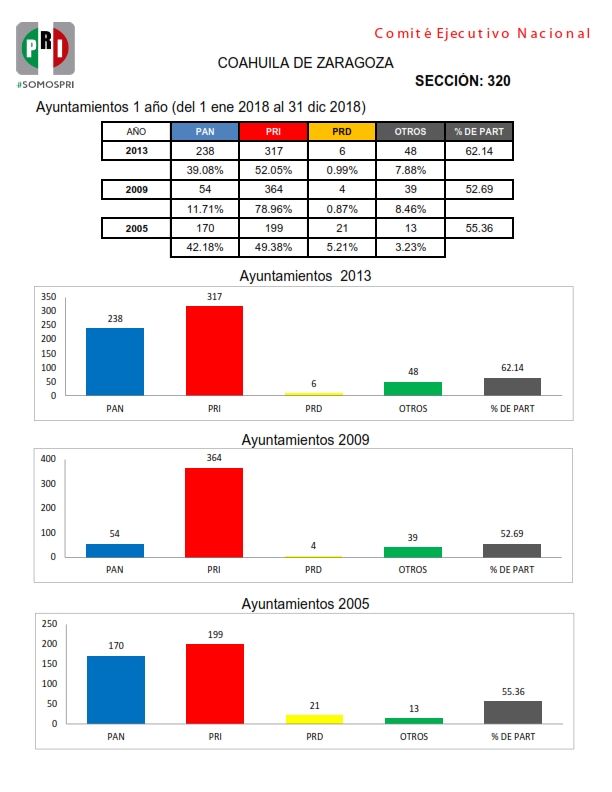 Comité Ejecutivo Nacional
PRI
#SOMOSPRI
COAHUILA DE ZARAGOZA
SECCIÓN: 320
Ayuntamientos 1 año (del 1 ene 2018 al 31 dic 2018)
AÑO PAN PRI PRD OTROS % DE PART
2013 238 317 6 48 62.14
39.08% 52.05% 0.99% 7.88%
2009 54 364 4 39 52.69
11.71% 78.96% 0.87% 8.46%
2005 170 199 21 13 55.36
42.18% 49.38% 5.21% 3.23%
Ayuntamientos 2013
350
300
250
200
150
100
50
0
238 317 6 48 62.14
PAN PRI PRD OTROS % DE PART
Ayuntamientos 2009
400
300
200
100
0
54 364 4 39 52.69
PAN PRI PRD OTROS % DE PART
Ayuntamientos 2005
250
200
150
100
50
0
170 199 21 13 55.36
PAN PRI PRD OTROS % DE PART